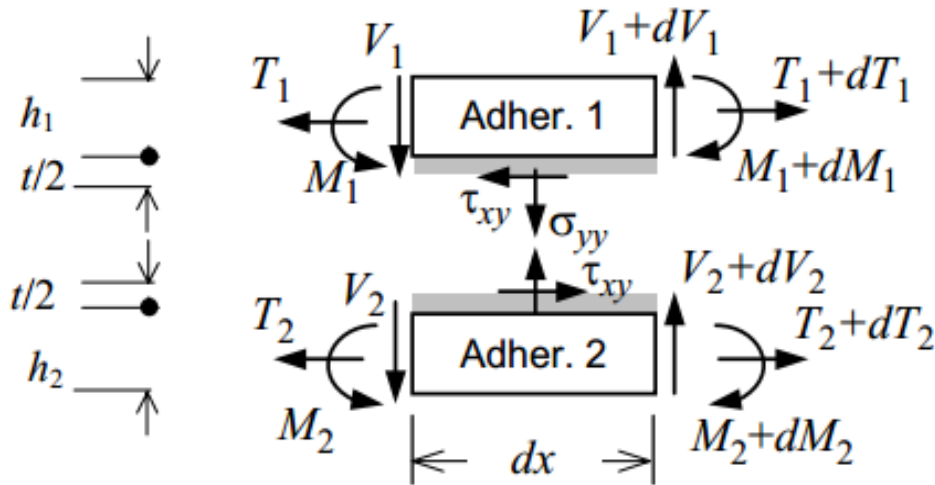 h₁
t/2
t/2
h₂
V₁
T₁
M₁
Adher. 1
V₁+dV₁
T₁+dT₁
M₁+dM₁
τxy
σyy
τxy
V₂
T₂
M₂
Adher. 2
V₂+dV₂
T₂+dT₂
M₂+dM₂
dx